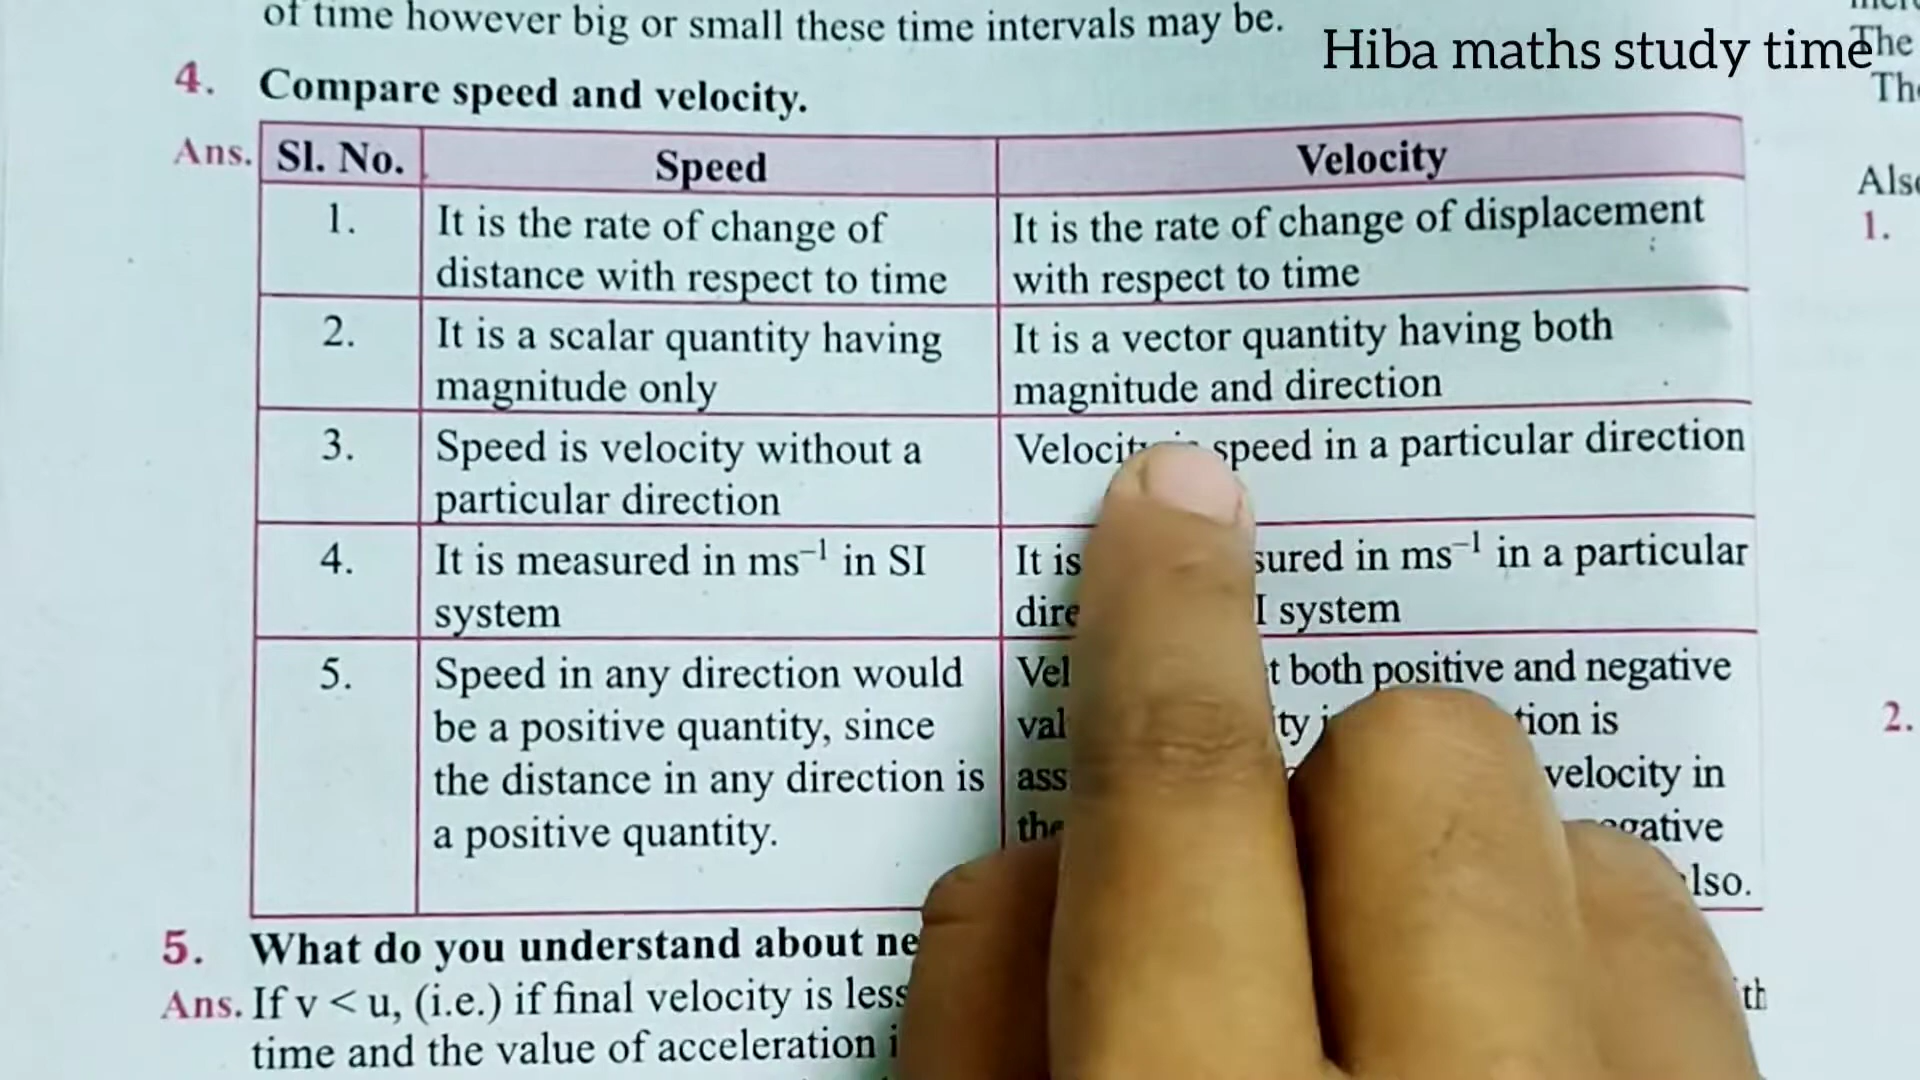 of time however big or small these time intervals may be.
Hiba maths study time
The
4. Compare speed and velocity.
Ans.
Sl. No. Speed Velocity
1. It is the rate of change of
distance with respect to time
It is the rate of change of displacement
with respect to time
2. It is a scalar quantity having
magnitude only
It is a vector quantity having both
magnitude and direction
3. Speed is velocity without a
particular direction
Velocity speed in a particular direction
4. It is measured in ms⁻¹ in SI
system
It is in ms⁻¹ in a particular
system
5. Speed in any direction would
be a positive quantity, since
the distance in any direction is
a positive quantity.
both positive and negative
is
velocity in
5. What do you understand about
Ans. If v < u, (i.e.) if final velocity is less
time and the value of acceleration
1.
2.